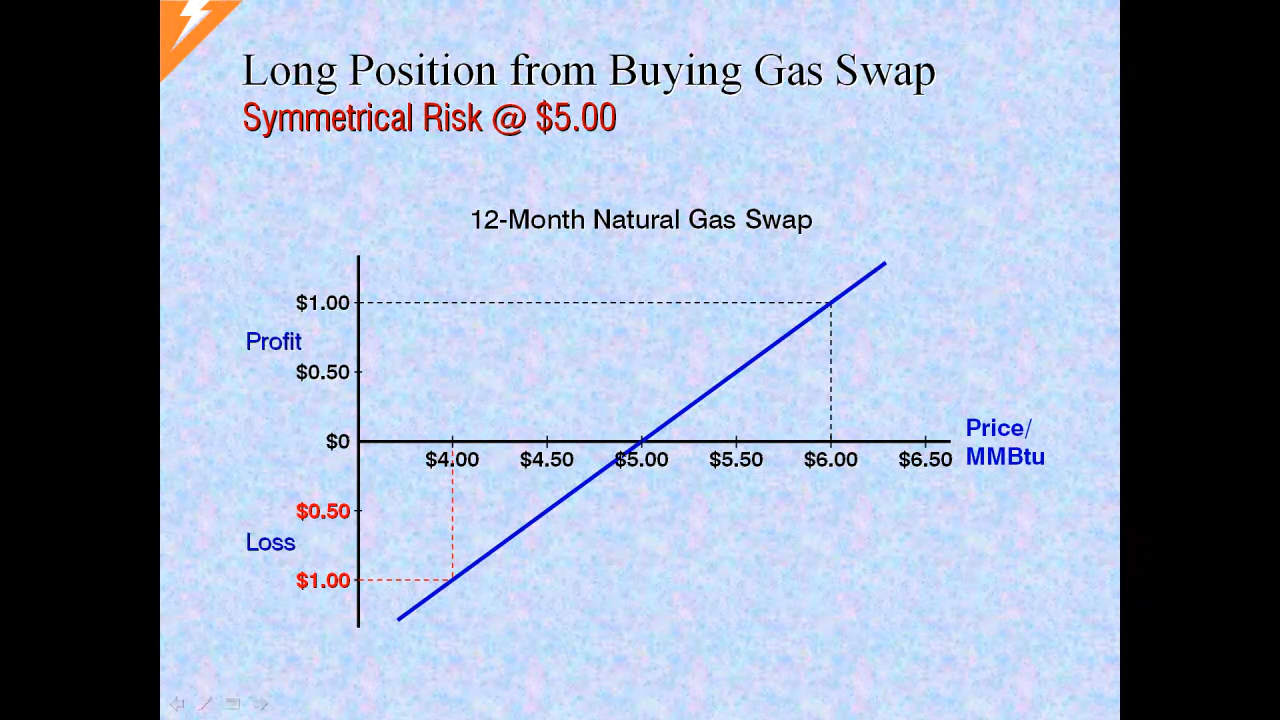 Long Position from Buying Gas Swap
Symmetrical Risk @ $5.00
12-Month Natural Gas Swap
$1.00
Profit
$0.50
$0
Price/
MMBtu
$4.00 $4.50 $5.00 $5.50 $6.00 $6.50
$0.50
Loss
$1.00